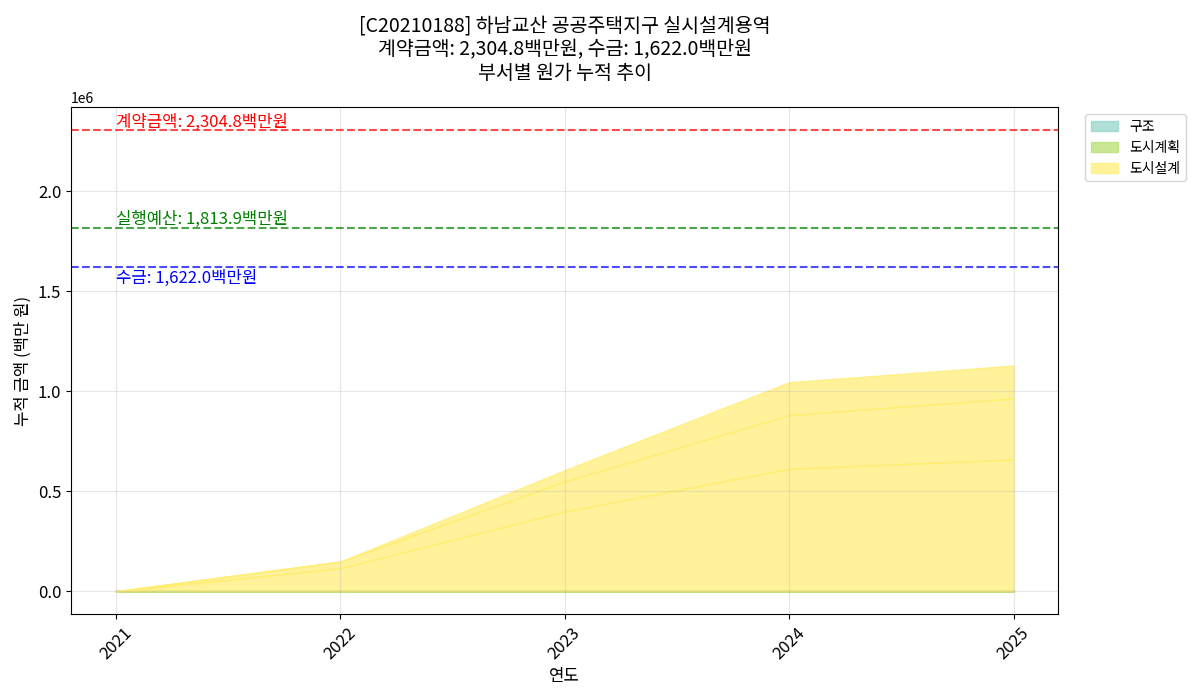 [C20210188] 하남교산 공공주택지구 실시설계용역
계약금액: 2,304.8백만원, 수금: 1,622.0백만원
부서별 원가 누적 추이
1e6
계약금액: 2,304.8백만원
실행예산: 1,813.9백만원
수금: 1,622.0백만원
2.0
1.5
1.0
0.5
0.0
누적 금액 (백만 원)
2021
2022
2023
2024
2025
연도
구조
도시계획
도시설계